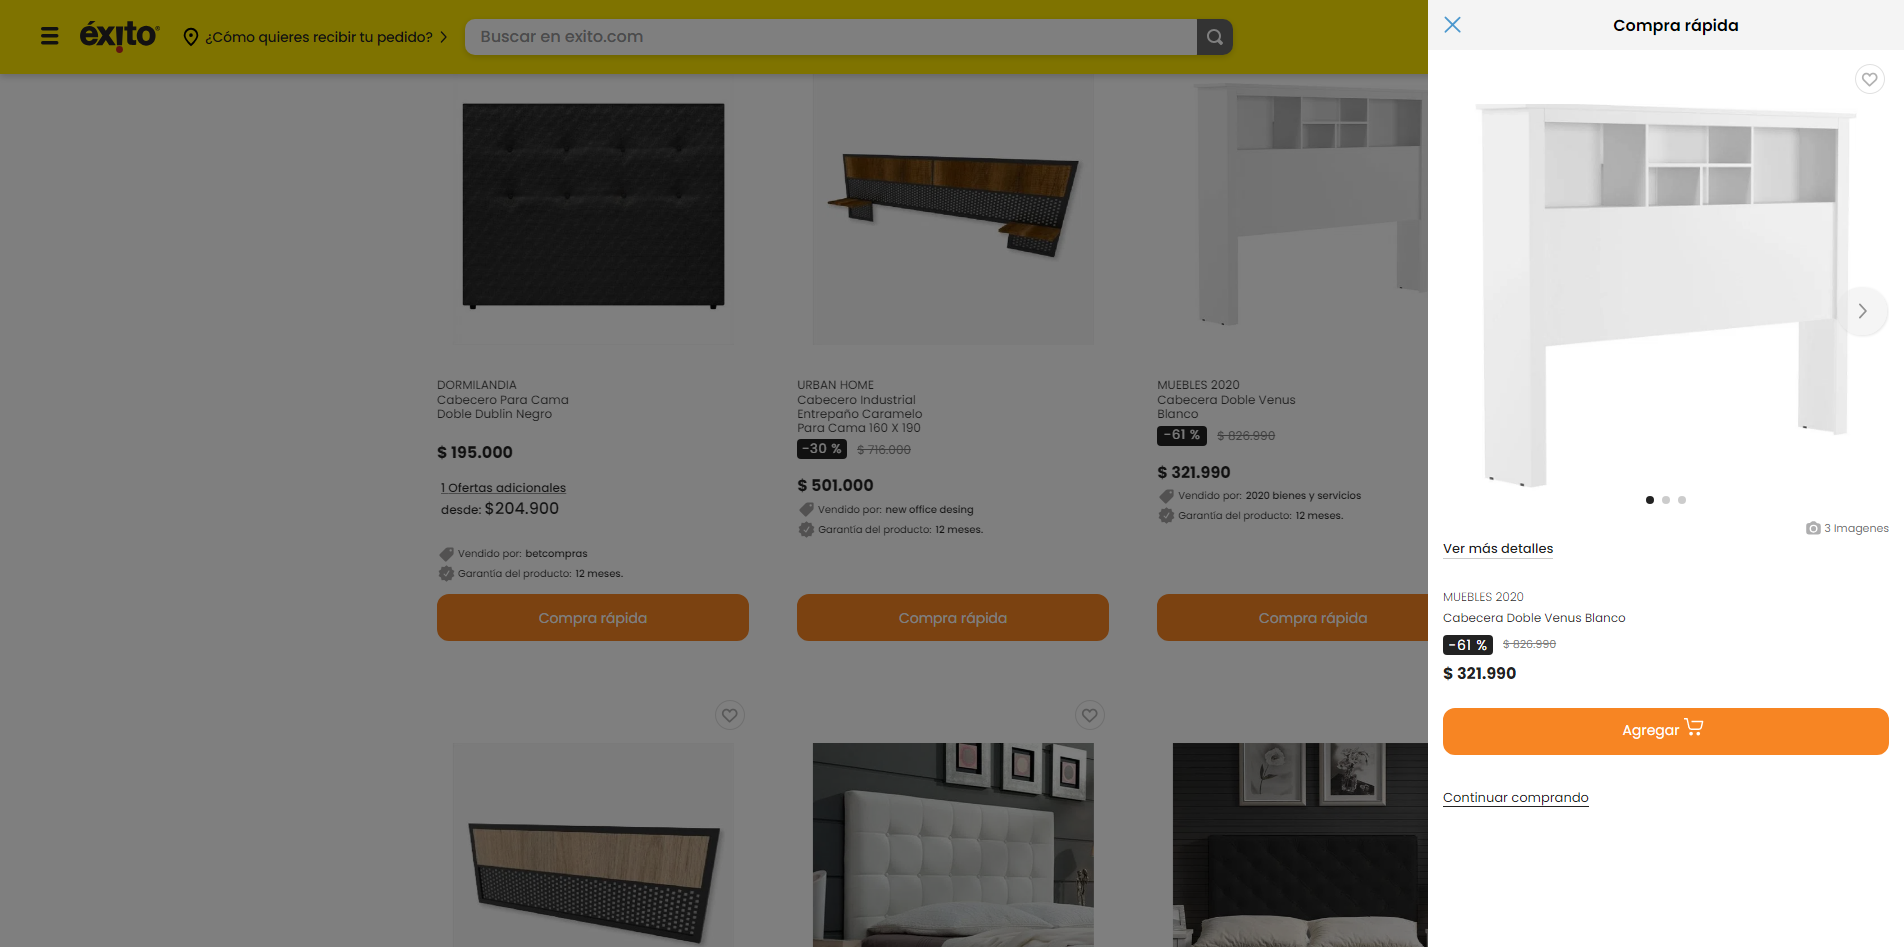 éxito
¿Cómo quieres recibir tu pedido?
Buscar en exito.com
DORMILANDIA
Cabecero Para Cama
Doble Dublin Negro
$ 195.000
1 Ofertas adicionales
desde: $204.900
Vendido por: betcompras
Garantía del producto: 12 meses.
Compra rápida
URBAN HOME
Cabecero Industrial
Entrepaño Caramelo
Para Cama 160 X 190
-30 % $ 716.000
$ 501.000
Vendido por: new office desing
Garantía del producto: 12 meses.
Compra rápida
MUEBLES 2020
Cabecera Doble Venus
Blanco
-61 % $ 826.990
$ 321.990
Vendido por: 2020 bienes y servicios
Garantía del producto: 12 meses.
Compra rápida
Compra rápida
3 Imagenes
Ver más detalles
MUEBLES 2020
Cabecera Doble Venus Blanco
-61 % $ 826.990
$ 321.990
Agregar
Continuar comprando